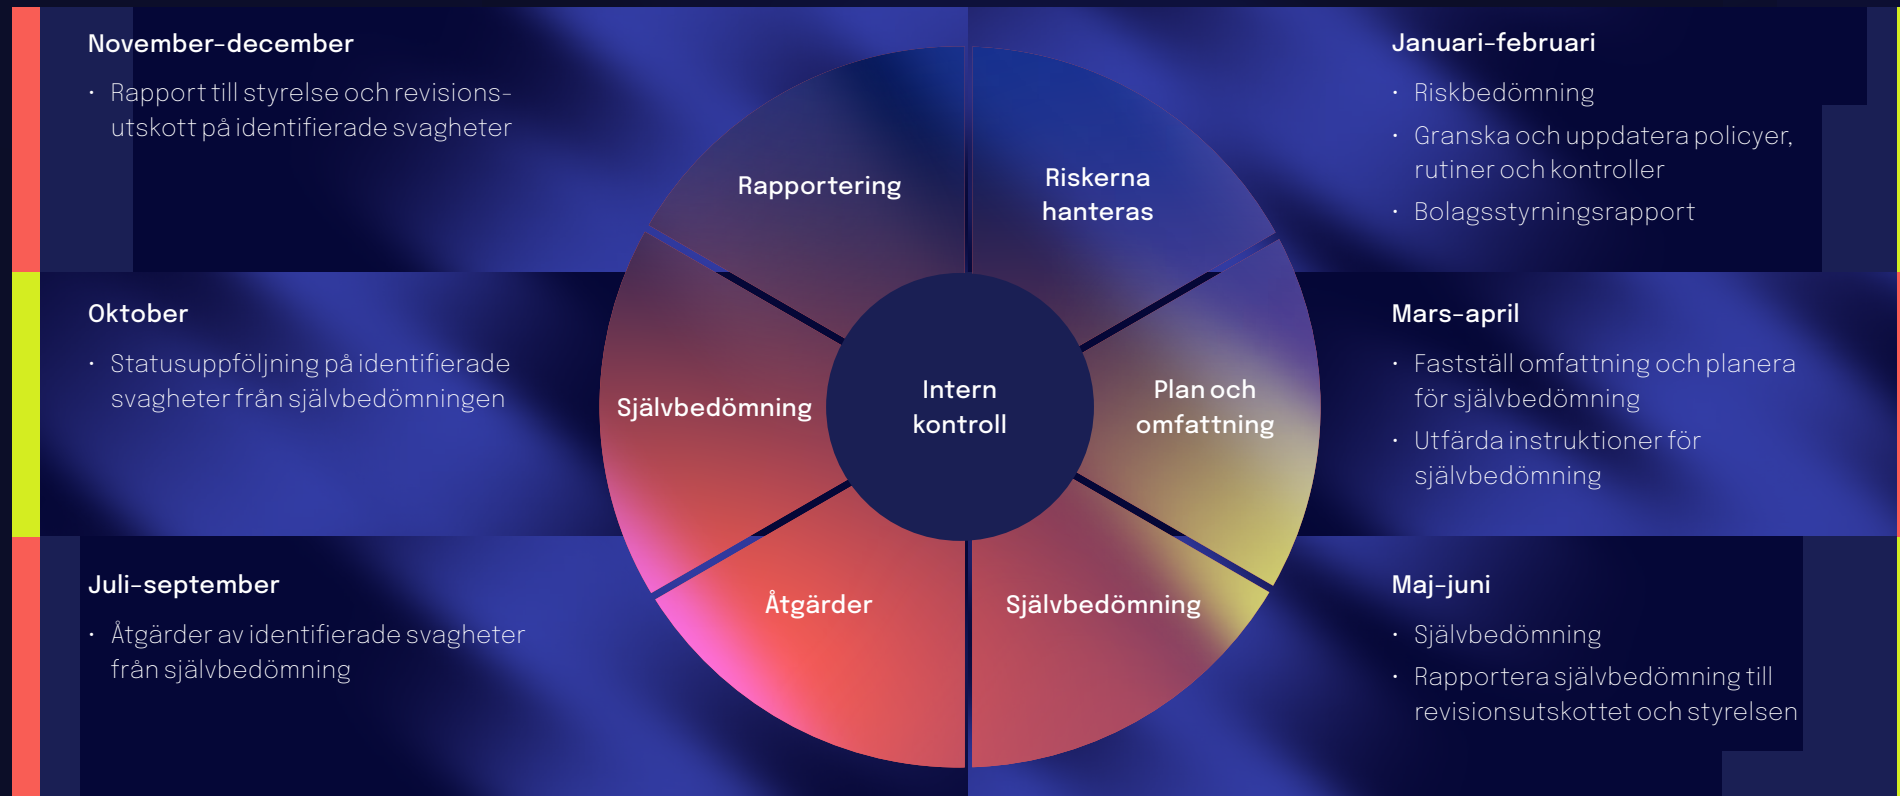 November–december
• Rapport till styrelse och revisions-
utskott på identifierade svagheter
Oktober
• Statusuppföljning på identifierade
svagheter från självbedömningen
Juli–september
• Åtgärder av identifierade svagheter
från självbedömning
Rapportering
Riskerna
hanteras
Självbedömning
Intern
kontroll
Plan och
omfattning
Åtgärder
Självbedömning
Januari–februari
• Riskbedömning
• Granska och uppdatera policyer,
rutiner och kontroller
• Bolagsstyrningsrapport
Mars–april
• Fastställ omfattning och planera
för självbedömning
• Utfärda instruktioner för
självbedömning
Maj–juni
• Självbedömning
• Rapportera självbedömning till
revisionsutskottet och styrelsen